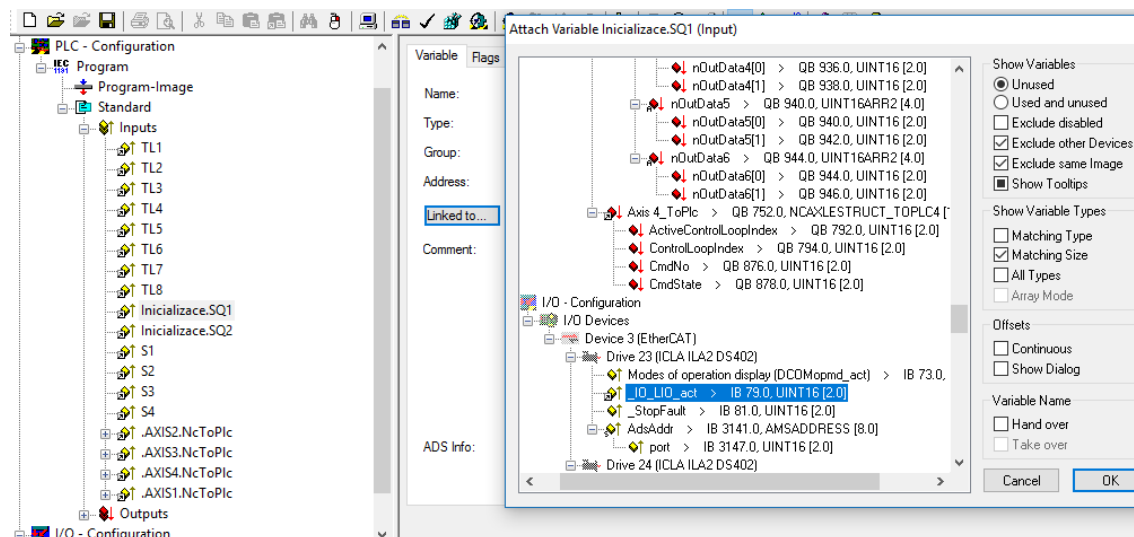 PLC - Configuration
IEC
1131
Program
Program-Image
Standard
Inputs
TL1
TL2
TL3
TL4
TL5
TL6
TL7
TL8
Inicializace.SQ1
Inicializace.SQ2
S1
S2
S3
S4
.AXIS2.NcToPlc
.AXIS3.NcToPlc
.AXIS4.NcToPlc
.AXIS1.NcToPlc
Outputs
I/O - Configuration
Variable
Flags
Name:
Type:
Group:
Address:
Linked to...
Comment:
ADS Info:
Attach Variable Inicializace.SQ1 (Input)
nOutData4[0] > QB 936.0, UINT16 [2.0]
nOutData4[1] > QB 938.0, UINT16 [2.0]
nOutData5 > QB 940.0, UINT16ARR2 [4.0]
nOutData5[0] > QB 940.0, UINT16 [2.0]
nOutData5[1] > QB 942.0, UINT16 [2.0]
nOutData6 > QB 944.0, UINT16ARR2 [4.0]
nOutData6[0] > QB 944.0, UINT16 [2.0]
nOutData6[1] > QB 946.0, UINT16 [2.0]
Axis 4_ToPlc > QB 752.0, NCAXLESTRUCT_TOPLC4 [
ActiveControlLoopIndex > QB 792.0, UINT16 [2.0]
ControlLoopIndex > QB 794.0, UINT16 [2.0]
CmdNo > QB 876.0, UINT16 [2.0]
CmdState > QB 878.0, UINT16 [2.0]
I/O - Configuration
I/O Devices
Device 3 (EtherCAT)
Drive 23 (ICLA ILA2 DS402)
Modes of operation display (DCOMopmd_act) > IB 73.0,
_IO_LIO_act > IB 79.0, UINT16 [2.0]
_StopFault > IB 81.0, UINT16 [2.0]
AdsAddr > IB 3141.0, AMSADDRESS [8.0]
port > IB 3147.0, UINT16 [2.0]
Drive 24 (ICLA ILA2 DS402)
Show Variables
Unused
Used and unused
Exclude disabled
Exclude other Devices
Exclude same Image
Show Tooltips
Show Variable Types
Matching Type
Matching Size
All Types
Array Mode
Offsets
Continuous
Show Dialog
Variable Name
Hand over
Take over
Cancel
OK